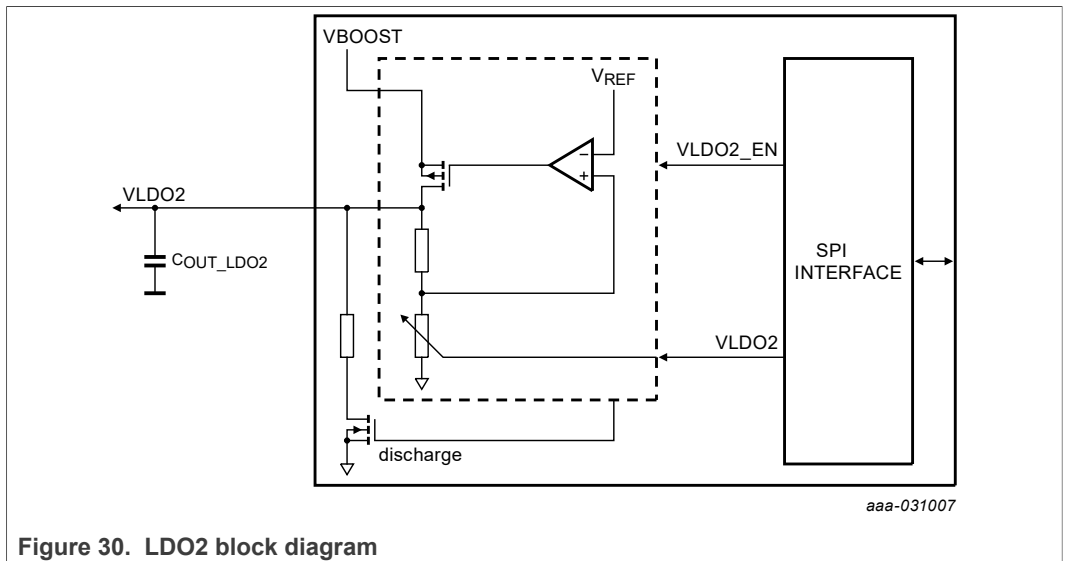 VBOOST
VREF
VLDO2_EN
VLDO2
COUT_LDO2
SPI
INTERFACE
VLDO2
discharge
aaa-031007
Figure 30. LDO2 block diagram